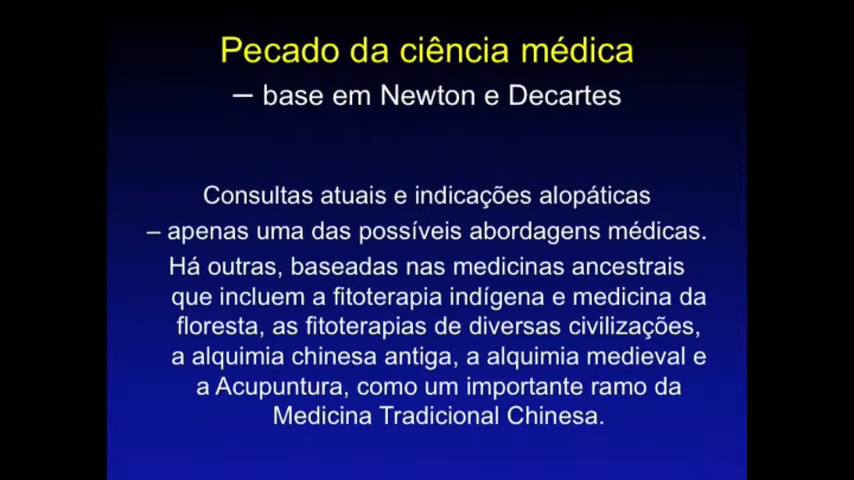 Pecado da ciência médica
– base em Newton e Decartes
Consultas atuais e indicações alopáticas
– apenas uma das possíveis abordagens médicas.
Há outras, baseadas nas medicinas ancestrais
que incluem a fitoterapia indígena e medicina da
floresta, as fitoterapias de diversas civilizações,
a alquimia chinesa antiga, a alquimia medieval e
a Acupuntura, como um importante ramo da
Medicina Tradicional Chinesa.